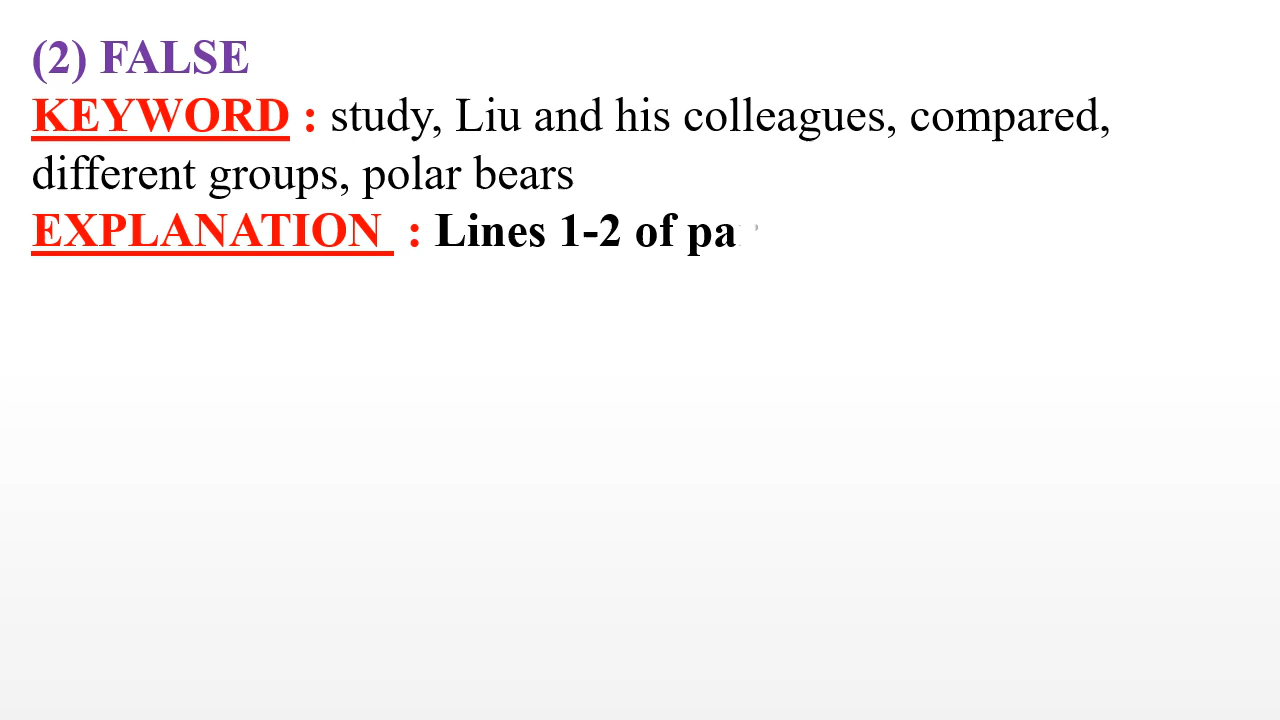 (2) FALSE
KEYWORD : study, Liu and his colleagues, compared,
different groups, polar bears
EXPLANATION : Lines 1-2 of pa